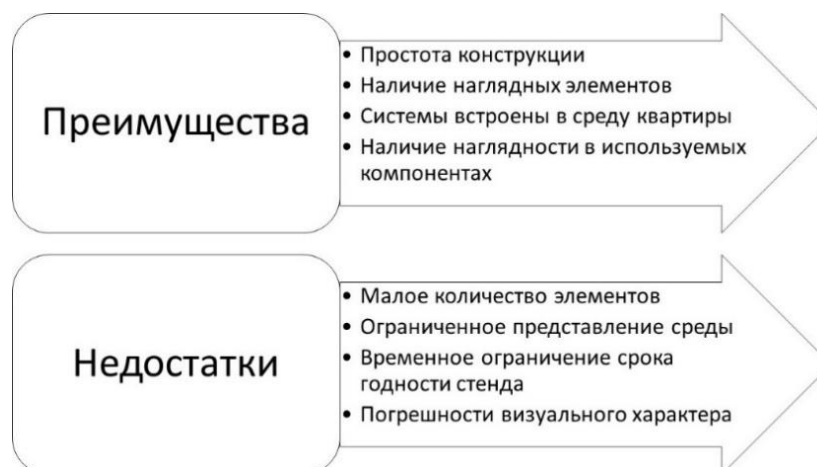 Преимущества
• Простота конструкции
• Наличие наглядных элементов
• Системы встроены в среду квартиры
• Наличие наглядности в используемых
компонентах
Недостатки
• Малое количество элементов
• Ограниченное представление среды
• Временное ограничение срока
годности стенда
• Погрешности визуального характера